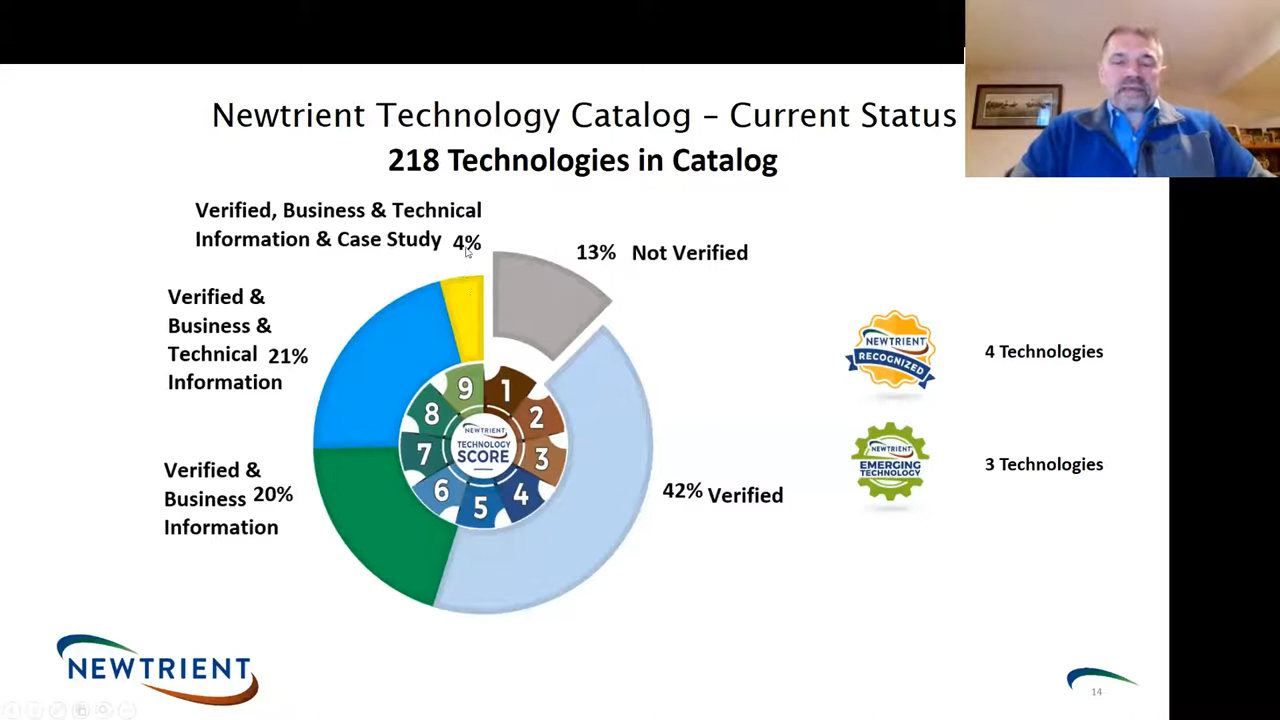 Newtrient Technology Catalog – Current Status
218 Technologies in Catalog
Verified, Business & Technical
Information & Case Study 4%
13% Not Verified
Verified &
Business &
Technical 21%
Information
Verified &
Business 20%
Information
42% Verified
1
2
3
4
5
6
7
8
9
NEWTRIENT
TECHNOLOGY
SCORE
NEWTRIENT
RECOGNIZED
4 Technologies
NEWTRIENT
EMERGING
TECHNOLOGY
3 Technologies
NEWTRIENT
14